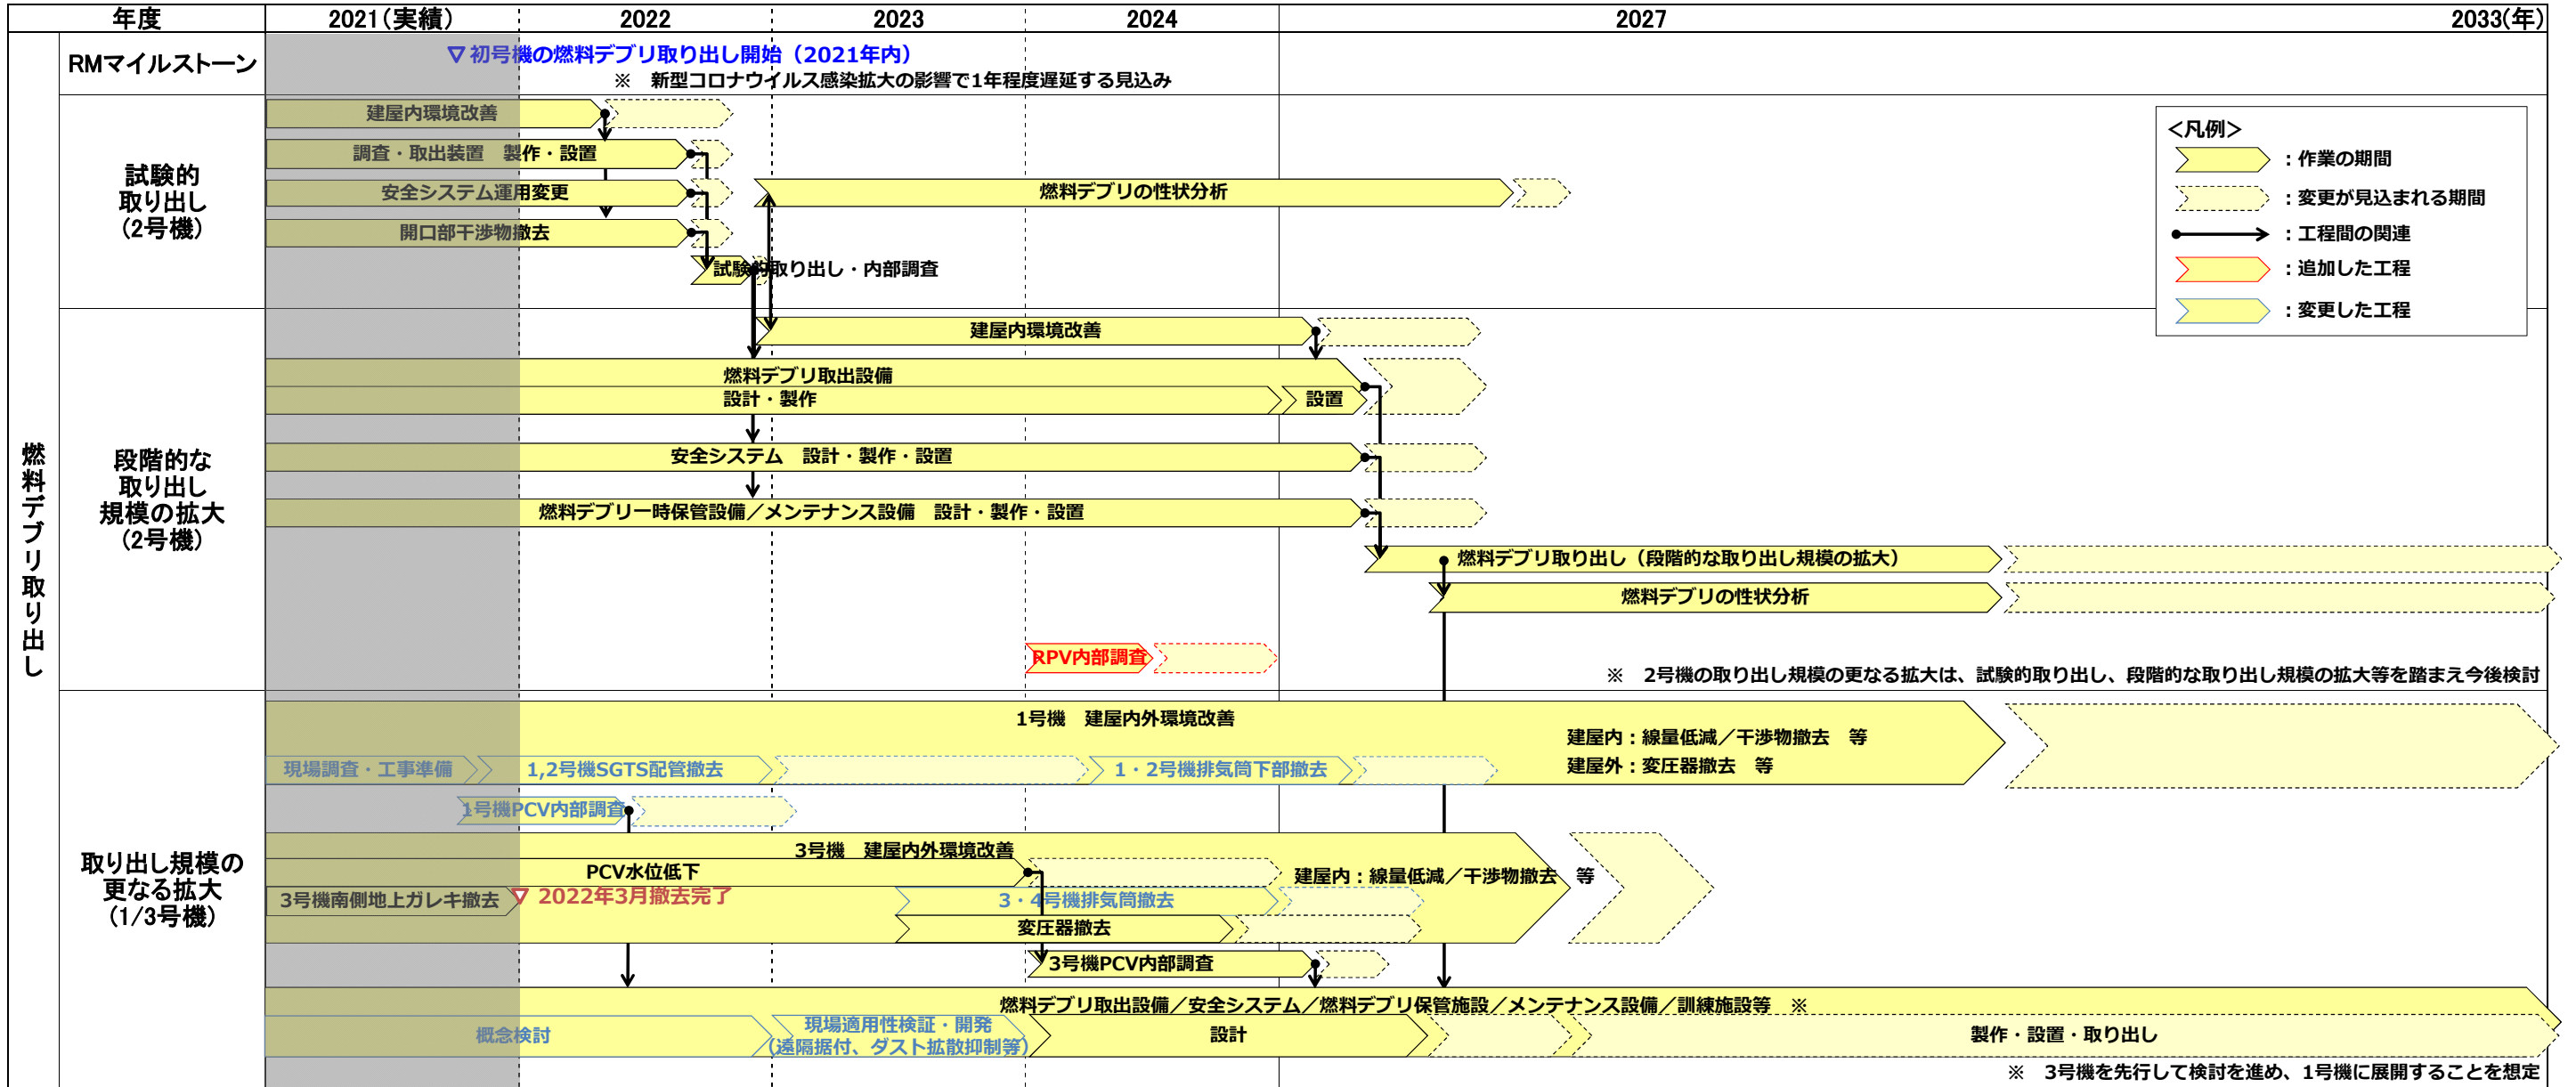 年度
2021(実績)
2022
2023
2024
2027
2033(年)
燃料デブリ取り出し
RMマイルストーン
▽初号機の燃料デブリ取り出し開始（2021年内）
※　新型コロナウイルス感染拡大の影響で1年程度遅延する見込み
試験的
取り出し
(2号機)
建屋内環境改善
調査・取出装置　製作・設置
安全システム運用変更
燃料デブリの性状分析
開口部干渉物撤去
試験的取り出し・内部調査
＜凡例＞
：作業の期間
：変更が見込まれる期間
：工程間の関連
：追加した工程
：変更した工程
段階的な
取り出し
規模の拡大
(2号機)
建屋内環境改善
燃料デブリ取出設備
設計・製作
設置
安全システム　設計・製作・設置
燃料デブリ一時保管設備／メンテナンス設備　設計・製作・設置
燃料デブリ取り出し（段階的な取り出し規模の拡大）
燃料デブリの性状分析
RPV内部調査
※　2号機の取り出し規模の更なる拡大は、試験的取り出し、段階的な取り出し規模の拡大等を踏まえ今後検討
取り出し規模の
更なる拡大
(1/3号機)
1号機　建屋内外環境改善
建屋内：線量低減／干渉物撤去　等
建屋外：変圧器撤去　等
現場調査・工事準備
1,2号機SGTS配管撤去
1・2号機排気筒下部撤去
1号機PCV内部調査
3号機　建屋内外環境改善
PCV水位低下
建屋内：線量低減／干渉物撤去　等
3号機南側地上ガレキ撤去
▽ 2022年3月撤去完了
3・4号機排気筒撤去
変圧器撤去
3号機PCV内部調査
燃料デブリ取出設備／安全システム／燃料デブリ保管施設／メンテナンス設備／訓練施設等　※
概念検討
現場適用性検証・開発
（遠隔据付、ダスト拡散抑制等）
設計
製作・設置・取り出し
※　3号機を先行して検討を進め、1号機に展開することを想定